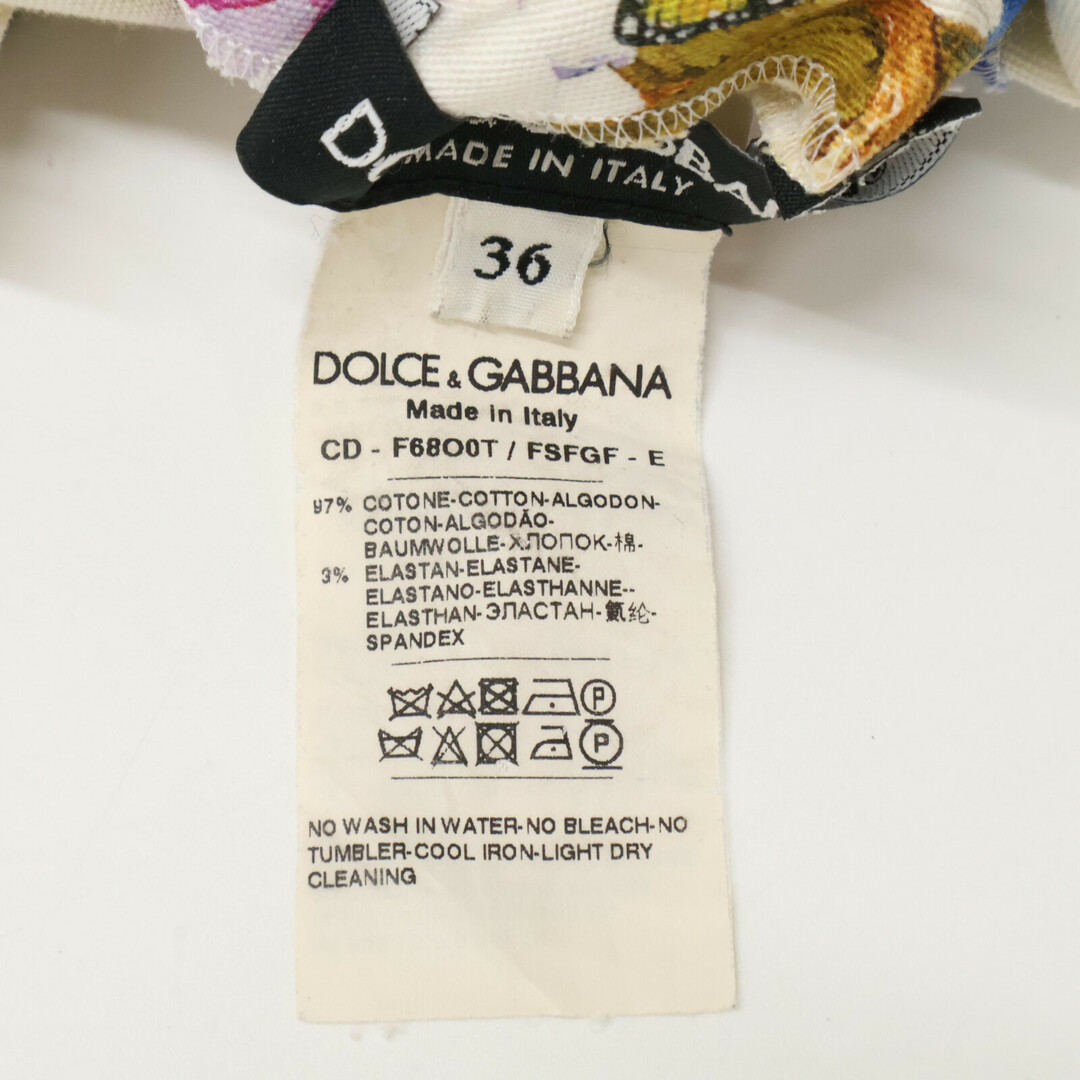 MADE IN ITALY
36
DOLCE & GABBANA
Made in Italy
CD - F68O0T / FSFGF - E
97% COTONE-COTTON-ALGODON-
COTON-ALGODÃO-
BAUMWOLLE-ХЛОПОК-棉-
3% ELASTAN-ELASTANE-
ELASTANO-ELASTHANNE--
ELASTHAN-ЭЛАСТАН-氨纶-
SPANDEX
P
P
NO WASH IN WATER-NO BLEACH-NO
TUMBLER-COOL IRON-LIGHT DRY
CLEANING